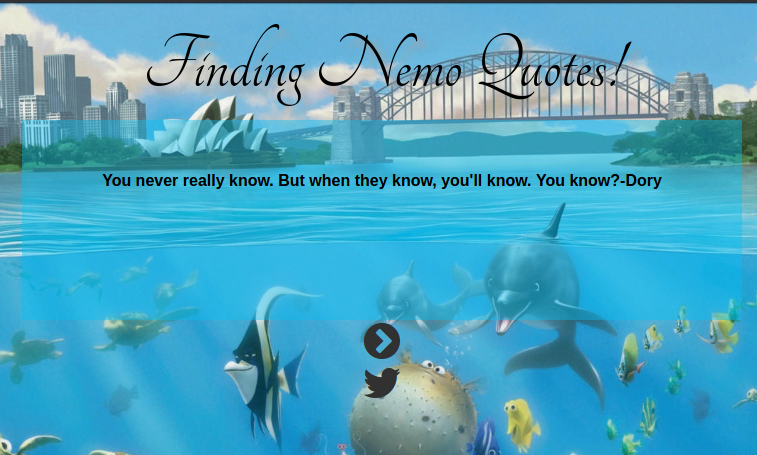 Finding Nemo Quotes!
You never really know. But when they know, you'll know. You know?-Dory